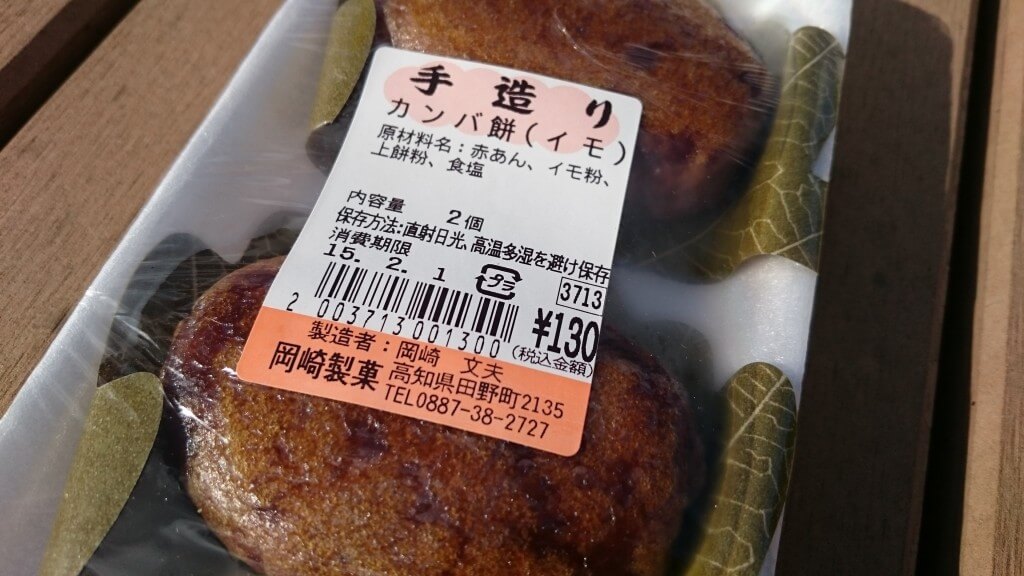 手造り
カンバ餅(イモ)
原材料名：赤あん、イモ粉、
上餅粉、食塩
内容量 2個
保存方法:直射日光、高温多湿を避け保存
消費期限
15. 2. 1
プラ
3713
2 003713 001300
¥130
(税込金額)
製造者：岡崎 文夫
岡崎製菓 高知県田野町2135
TEL0887-38-2727